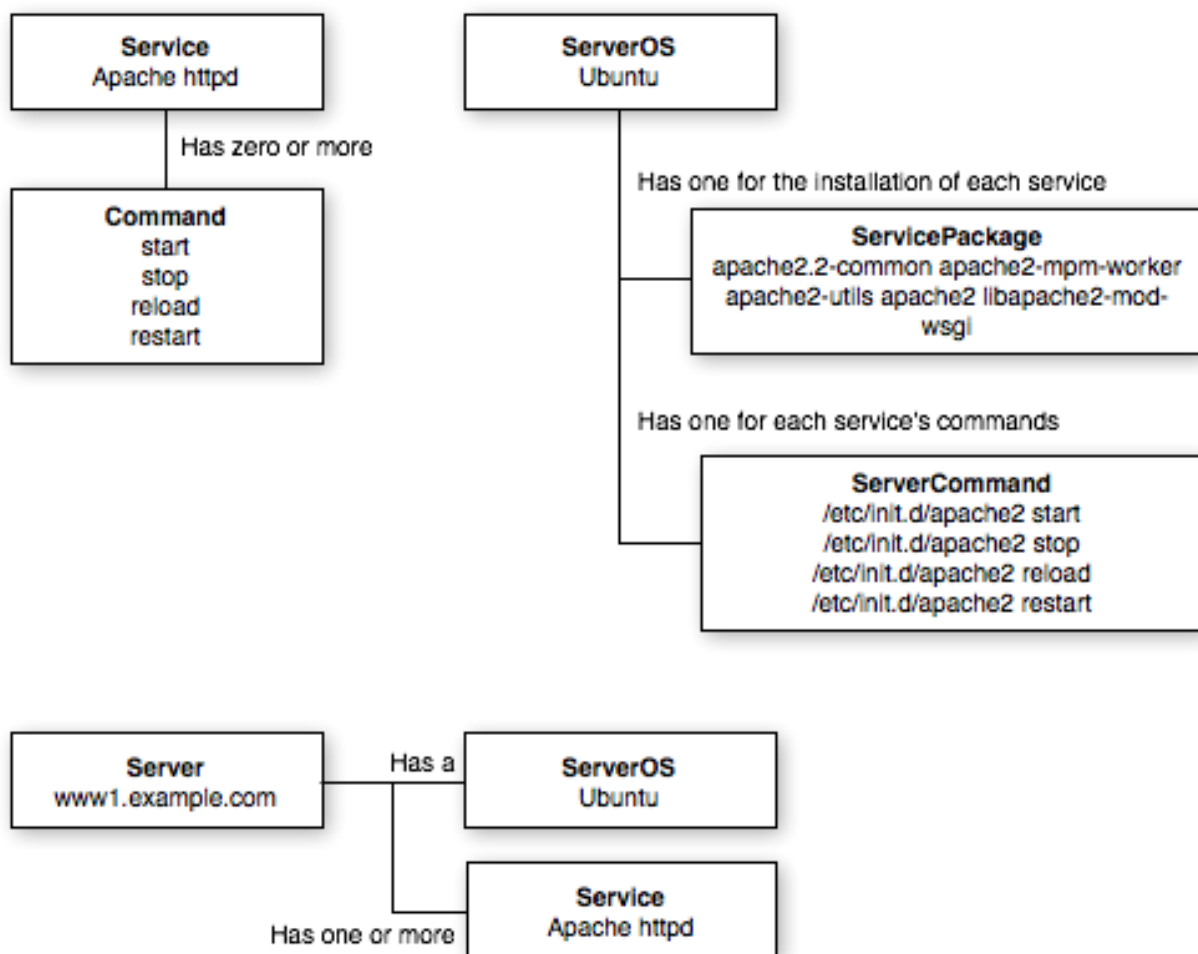 Service
Apache httpd
Has zero or more
Command
start
stop
reload
restart
ServerOS
Ubuntu
Has one for the installation of each service
ServicePackage
apache2.2-common apache2-mpm-worker
apache2-utils apache2 libapache2-mod-
wsgi
Has one for each service's commands
ServerCommand
/etc/init.d/apache2 start
/etc/init.d/apache2 stop
/etc/init.d/apache2 reload
/etc/init.d/apache2 restart
Server
www1.example.com
Has a
ServerOS
Ubuntu
Has one or more
Service
Apache httpd